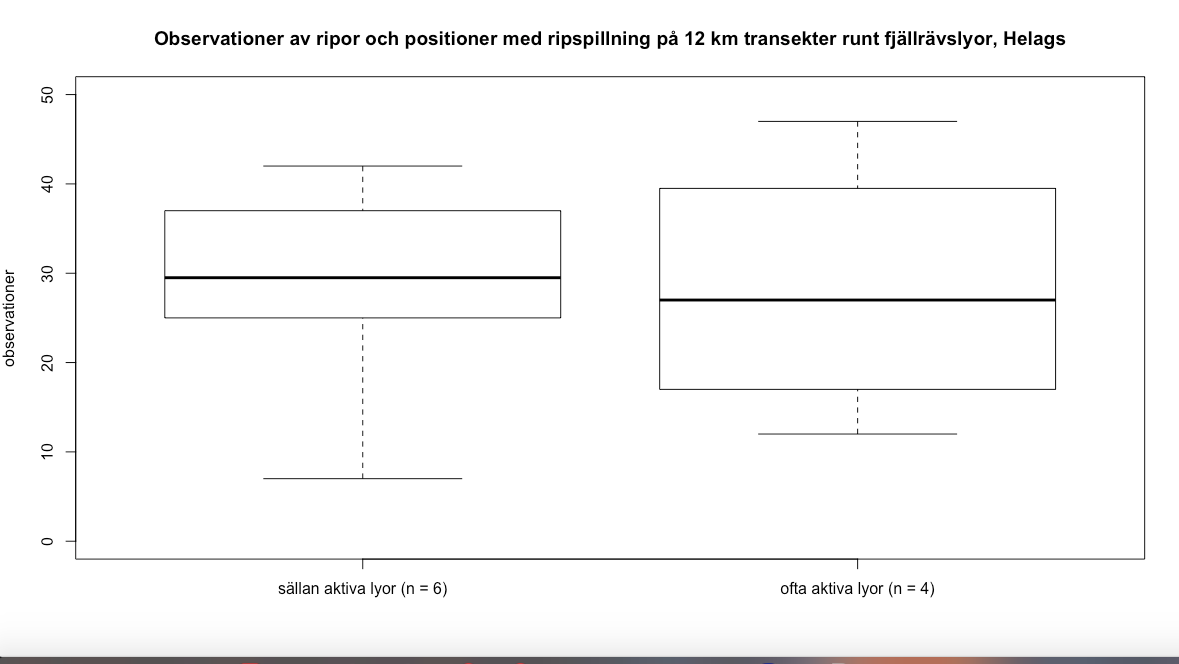 Observationer av ripor och positioner med ripspillning på 12 km transekter runt fjällrävslyor, Helags
50
40
30
20
10
0
observationer
sällan aktiva lyor (n = 6)
ofta aktiva lyor (n = 4)